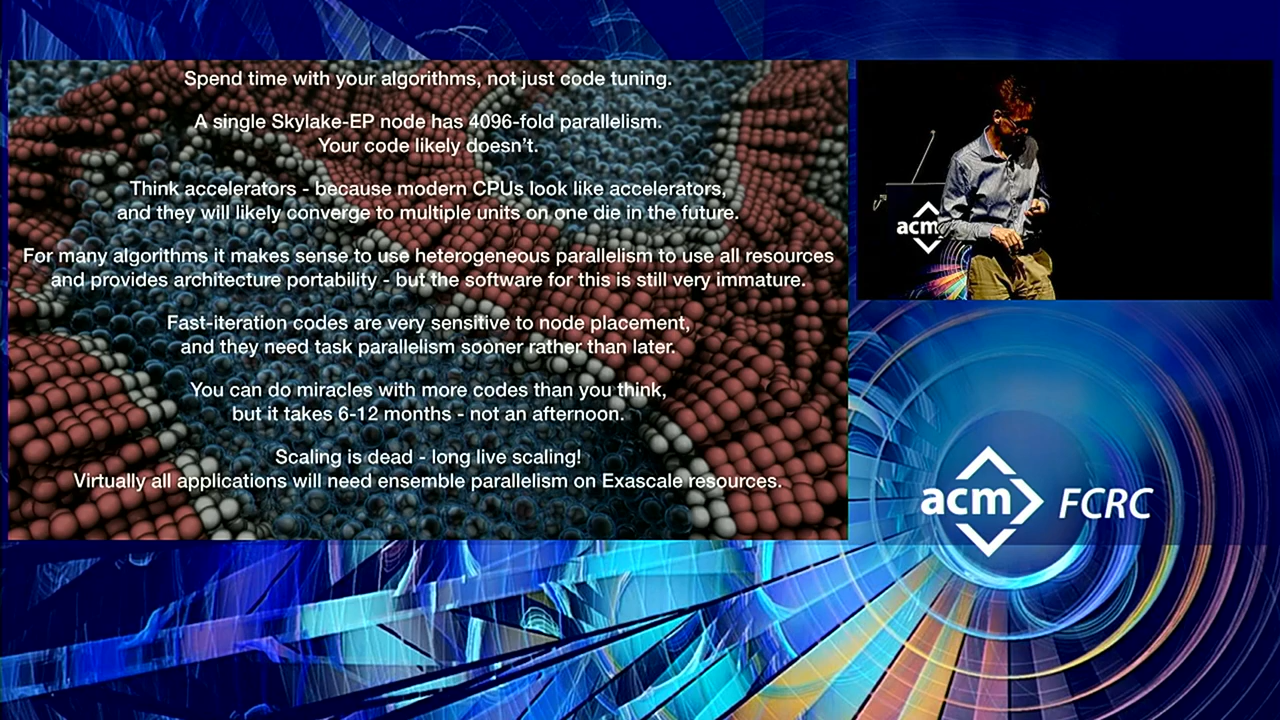 Spend time with your algorithms, not just code tuning.
A single Skylake-EP node has 4096-fold parallelism.
Your code likely doesn't.
Think accelerators - because modern CPUs look like accelerators,
and they will likely converge to multiple units on one die in the future.
For many algorithms it makes sense to use heterogeneous parallelism to use all resources
and provides architecture portability - but the software for this is still very immature.
Fast-iteration codes are very sensitive to node placement,
and they need task parallelism sooner rather than later.
You can do miracles with more codes than you think,
but it takes 6-12 months - not an afternoon.
Scaling is dead - long live scaling!
Virtually all applications will need ensemble parallelism on Exascale resources.
acm
acm FCRC